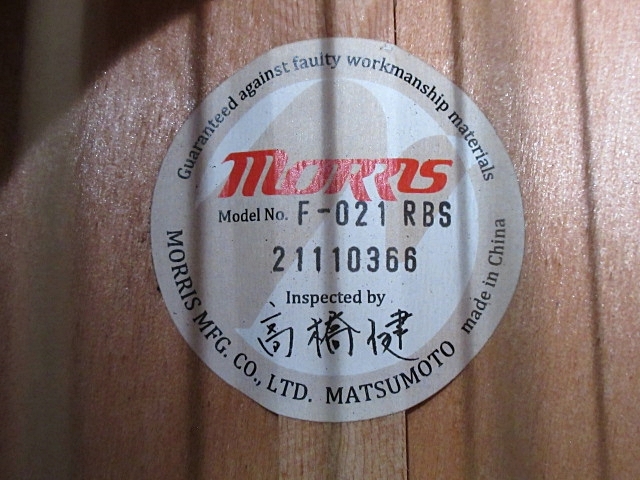 Guaranteed against faulty workmanship materials
MORRIS
Model No. F-021 RBS
21110366
Inspected by
高橋健
MORRIS MFG. CO., LTD. MATSUMOTO made in China